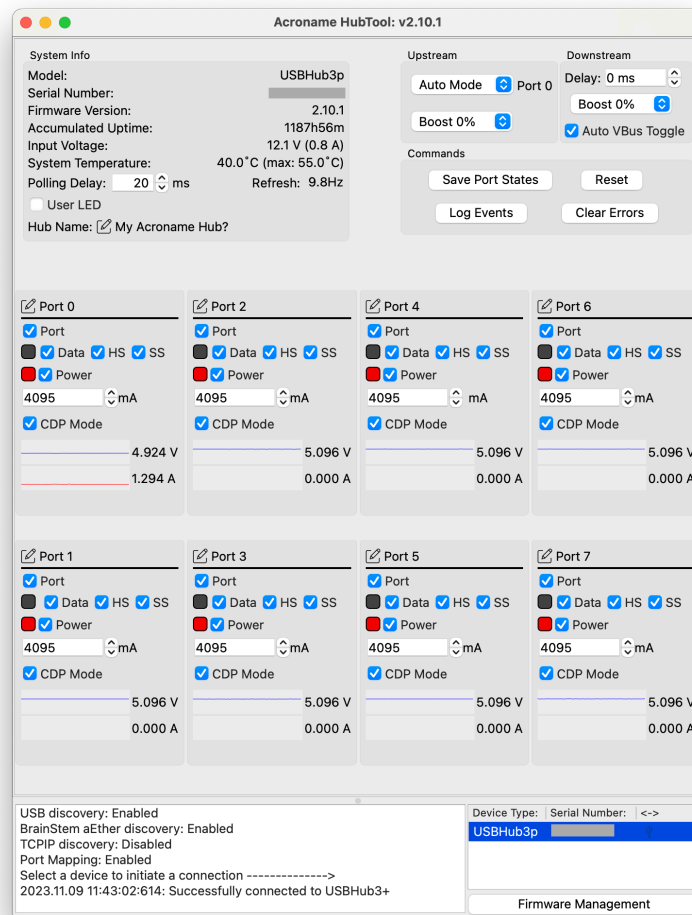 Acroname HubTool: v2.10.1
System Info
Model: USBHub3p
Serial Number:
Firmware Version: 2.10.1
Accumulated Uptime: 1187h56m
Input Voltage: 12.1 V (0.8 A)
System Temperature: 40.0˚C (max: 55.0˚C)
Polling Delay: 20 ms Refresh: 9.8Hz
User LED
Hub Name: My Acroname Hub?
Upstream
Auto Mode Port 0
Boost 0%
Downstream
Delay: 0 ms
Boost 0%
Auto VBus Toggle
Commands
Save Port States Reset
Log Events Clear Errors
Port 0
Port
Data HS SS
Power
4095 mA
CDP Mode
4.924 V
1.294 A
Port 2
Port
Data HS SS
Power
4095 mA
CDP Mode
5.096 V
0.000 A
Port 4
Port
Data HS SS
Power
4095 mA
CDP Mode
5.096 V
0.000 A
Port 6
Port
Data HS SS
Power
4095 mA
CDP Mode
5.096 V
0.000 A
Port 1
Port
Data HS SS
Power
4095 mA
CDP Mode
5.096 V
0.000 A
Port 3
Port
Data HS SS
Power
4095 mA
CDP Mode
5.096 V
0.000 A
Port 5
Port
Data HS SS
Power
4095 mA
CDP Mode
5.096 V
0.000 A
Port 7
Port
Data HS SS
Power
4095 mA
CDP Mode
5.096 V
0.000 A
USB discovery: Enabled
BrainStem aEther discovery: Enabled
TCPIP discovery: Disabled
Port Mapping: Enabled
Select a device to initiate a connection -------------->
2023.11.09 11:43:02:614: Successfully connected to USBHub3+
Device Type: Serial Number: <->
USBHub3p
Firmware Management